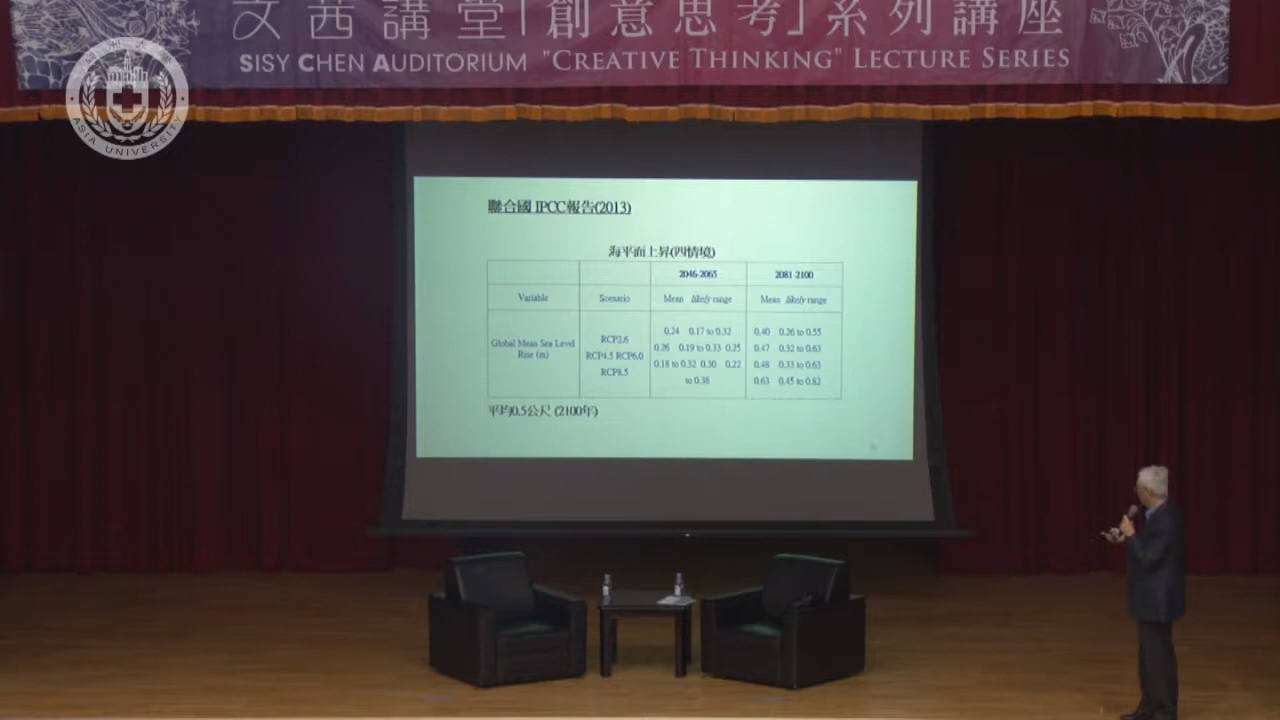 文茜講堂「創意思考」系列講座
SISY CHEN AUDITORIUM "CREATIVE THINKING" LECTURE SERIES
ASIA UNIVERSITY
聯合國 IPCC報告(2013)
海平面上昇(四情境)
2046-2065 2081-2100
Variable Scenario Mean likely range Mean likely range
Global Mean Sea Level
Rise (m)
RCP2.6
RCP4.5 RCP6.0
RCP8.5
0.24 0.17 to 0.32
0.26 0.19 to 0.33 0.25
0.18 to 0.32 0.30 0.22
to 0.38
0.40 0.26 to 0.55
0.47 0.32 to 0.63
0.48 0.33 to 0.63
0.63 0.45 to 0.82
平均0.5公尺 (2100年)